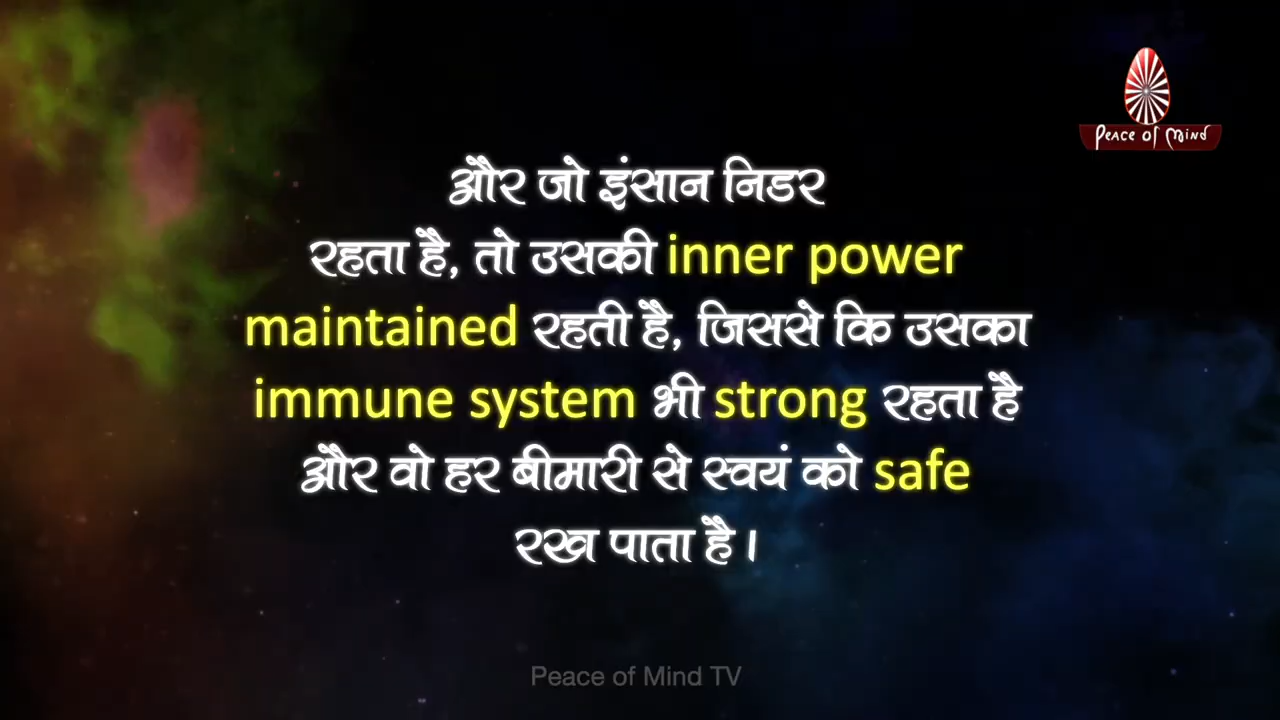 Peace of Mind
और जो इंसान निडर
रहता है, तो उसकी inner power
maintained रहती है, जिससे कि उसका
immune system भी strong रहता है
और वो हर बीमारी से स्वयं को safe
रख पाता है।
Peace of Mind TV